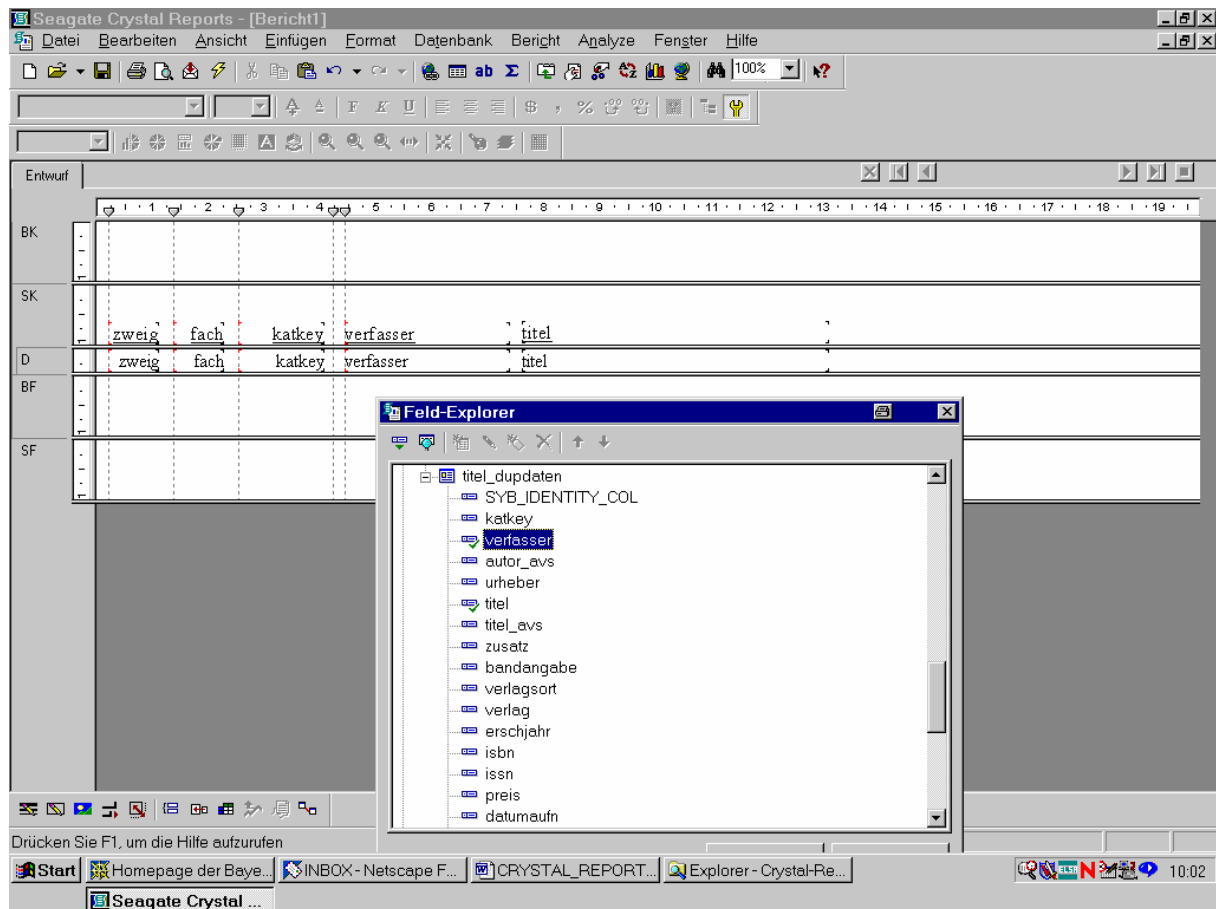 Seagate Crystal Reports - [Bericht1]
Datei Bearbeiten Ansicht Einfügen Format Datenbank Bericht Analyze Fenster Hilfe
ab Σ 100%
F K U $ , %
A
Entwurf
1 2 3 4 5 6 7 8 9 10 11 12 13 14 15 16 17 18 19
BK
SK
zweig fach katkey verfasser titel
D zweig fach katkey verfasser titel
BF
SF
Feld-Explorer
titel_dupdaten
SYB_IDENTITY_COL
katkey
verfasser
autor_avs
urheber
titel
titel_avs
zusatz
bandangabe
verlagsort
verlag
erschjahr
isbn
issn
preis
datumaufn
Drücken Sie F1, um die Hilfe aufzurufen
Start Homepage der Baye... INBOX - Netscape F... CRYSTAL_REPORT... Explorer - Crystal-Re... N 10:02
Seagate Crystal ...